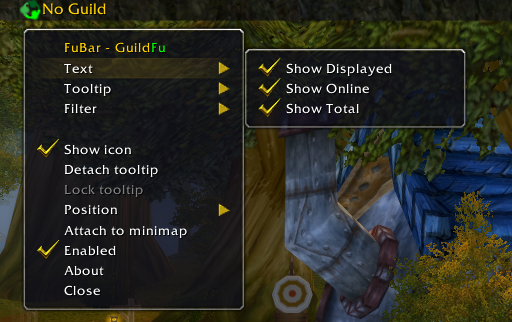 No Guild
FuBar - GuildFu
Text
Tooltip
Filter
Show icon
Detach tooltip
Lock tooltip
Position
Attach to minimap
Enabled
About
Close
Show Displayed
Show Online
Show Total